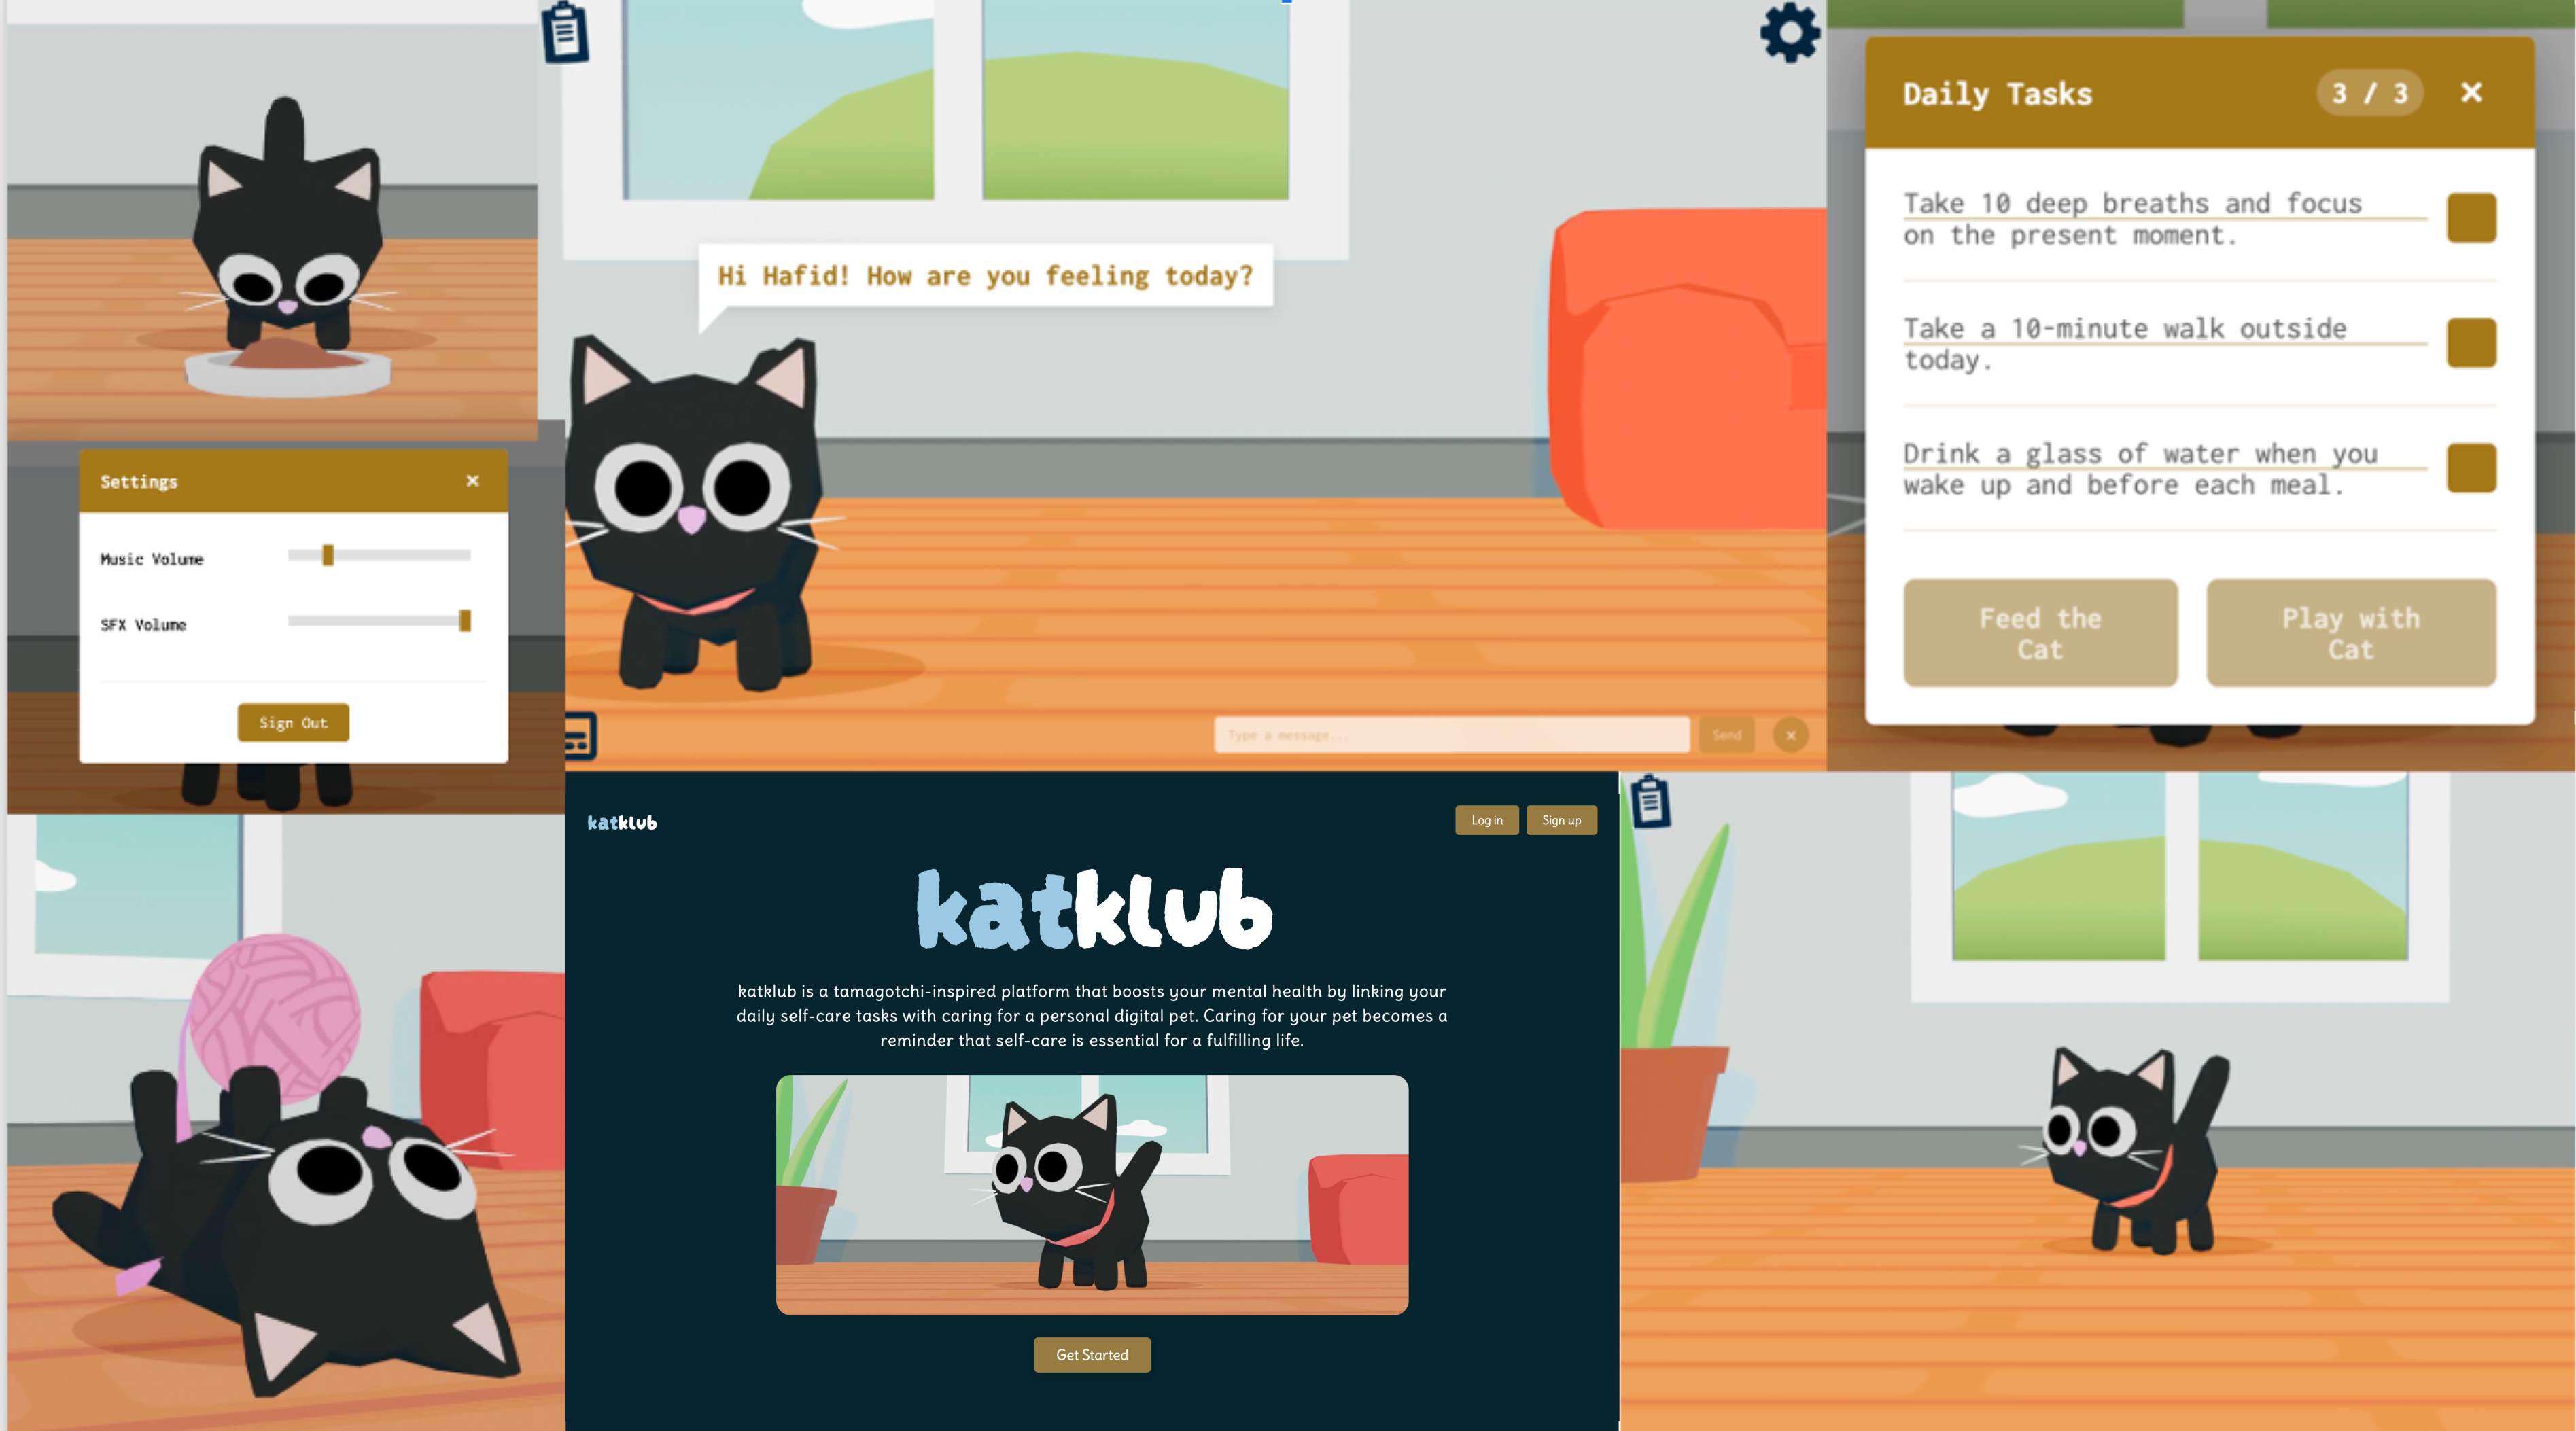 Hi Hafid! How are you feeling today?
Type a message...
Send
×
Daily Tasks
3 / 3
×
Take 10 deep breaths and focus
on the present moment.
Take a 10-minute walk outside
today.
Drink a glass of water when you
wake up and before each meal.
Feed the
Cat
Play with
Cat
Settings
×
Music Volume
SFX Volume
Sign Out
katklub
Log in
Sign up
katklub
katklub is a tamagotchi-inspired platform that boosts your mental health by linking your
daily self-care tasks with caring for a personal digital pet. Caring for your pet becomes a
reminder that self-care is essential for a fulfilling life.
Get Started